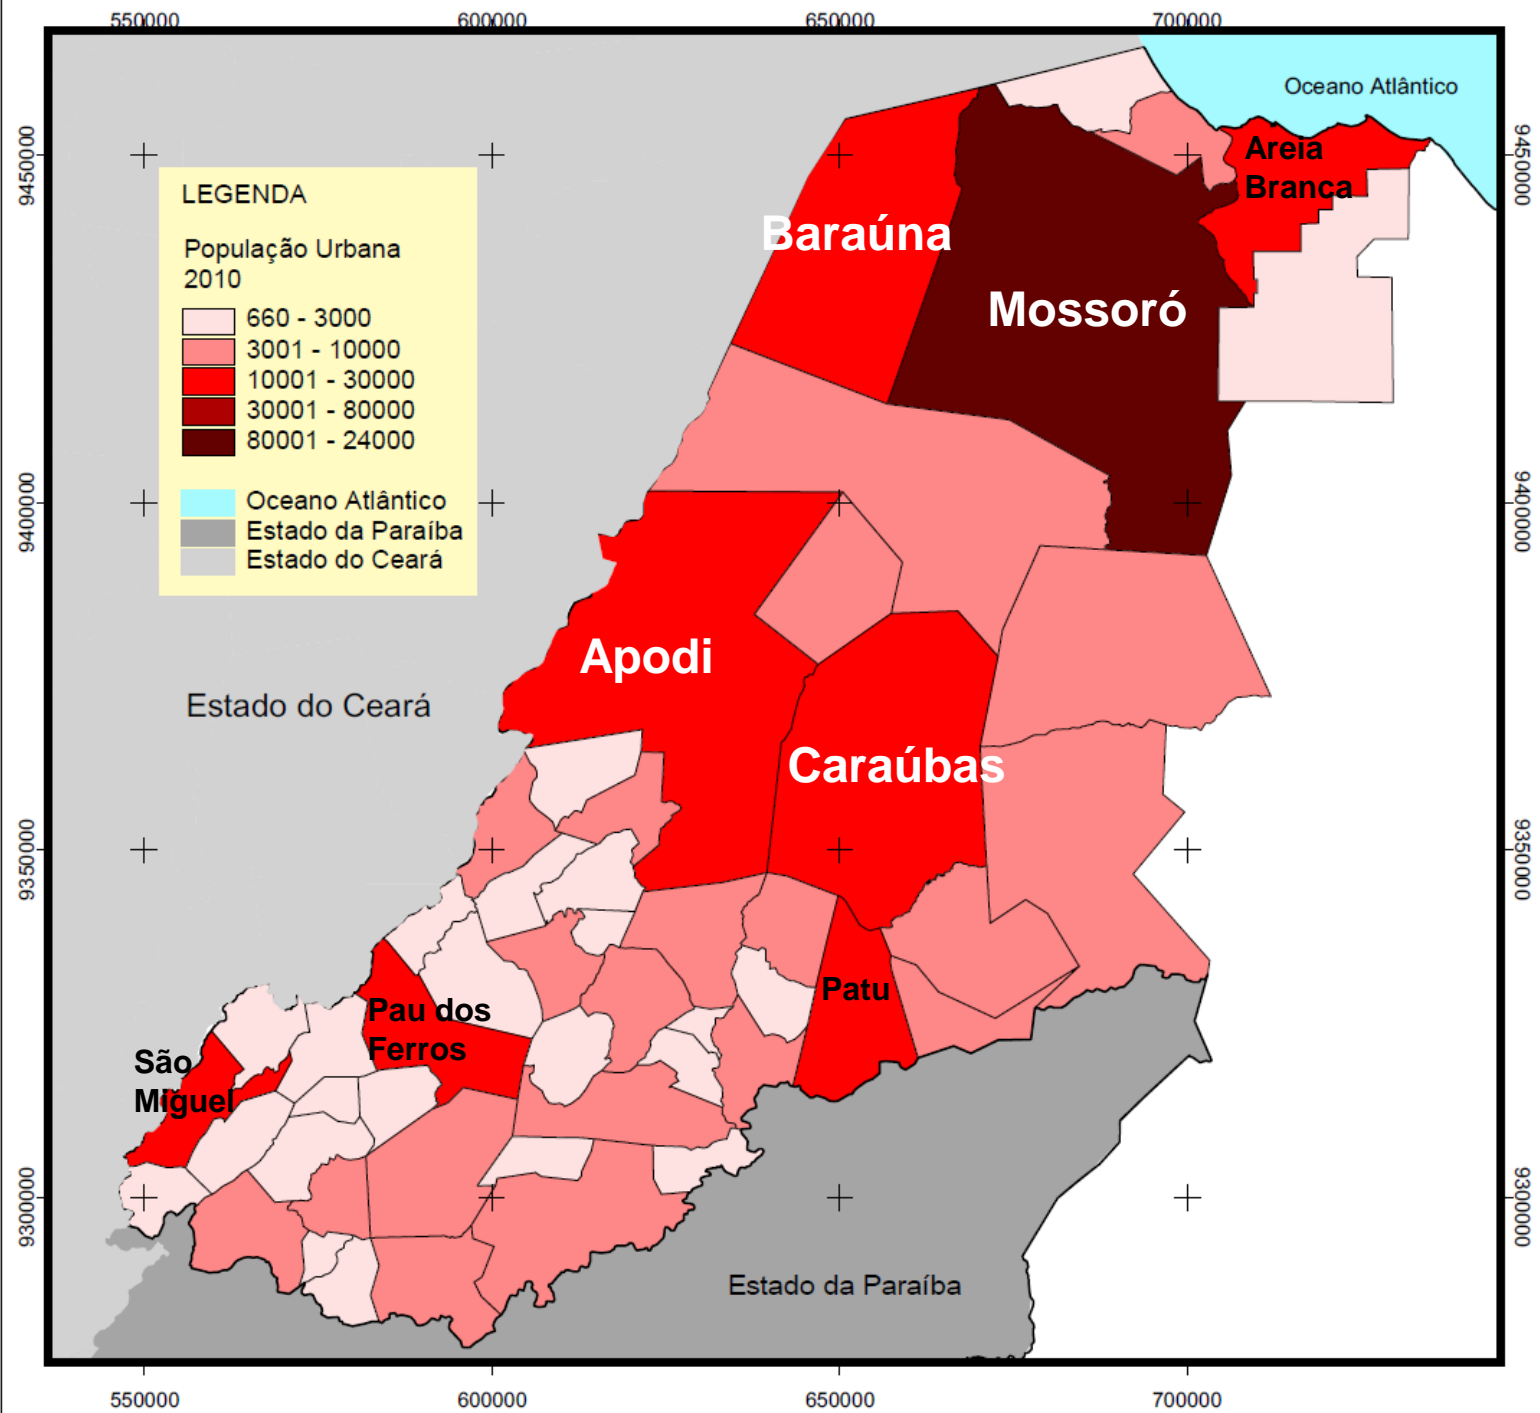 550000
600000
650000
700000
Oceano Atlântico
9450000
9450000
LEGENDA
População Urbana
2010
660 - 3000
3001 - 10000
10001 - 30000
30001 - 80000
80001 - 24000
Oceano Atlântico
Estado da Paraíba
Estado do Ceará
Areia
Branca
Baraúna
Mossoró
9400000
9400000
Apodi
Estado do Ceará
Caraúbas
9350000
9350000
Patu
Pau dos
Ferros
São
Miguel
9300000
9300000
Estado da Paraíba
550000
600000
650000
700000